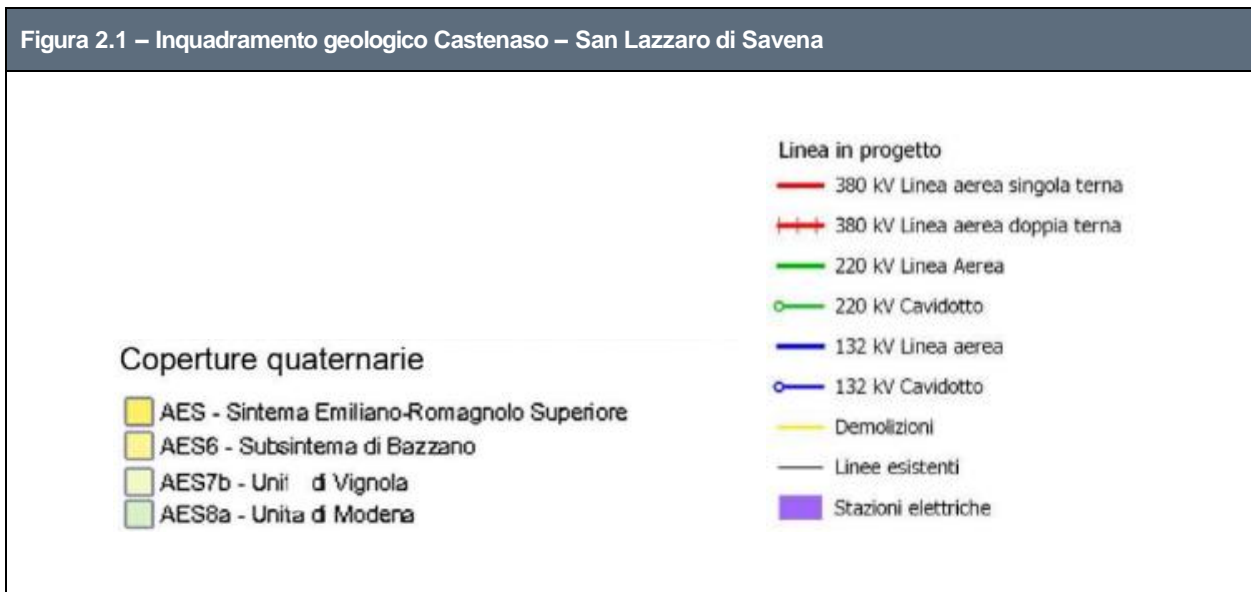 Figura 2.1 – Inquadramento geologico Castenaso – San Lazzaro di Savena
Linea in progetto
380 kV Linea aerea singola terna
380 kV Linea aerea doppia terna
220 kV Linea Aerea
220 kV Cavidotto
132 kV Linea aerea
132 kV Cavidotto
Demolizioni
Linee esistenti
Stazioni elettriche
Coperture quaternarie
AES - Sintema Emiliano-Romagnolo Superiore
AES6 - Subsintema di Bazzano
AES7b - Uni di Vignola
AES8a - Unita di Modena